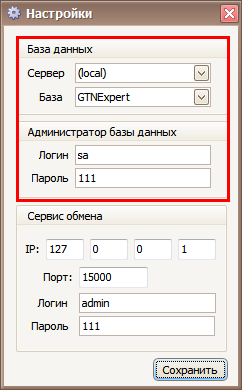 Настройки
База данных
Сервер (local)
База GTNExpert
Администратор базы данных
Логин sa
Пароль 111
Сервис обмена
IP: 127 0 0 1
Порт: 15000
Логин admin
Пароль 111
Сохранить